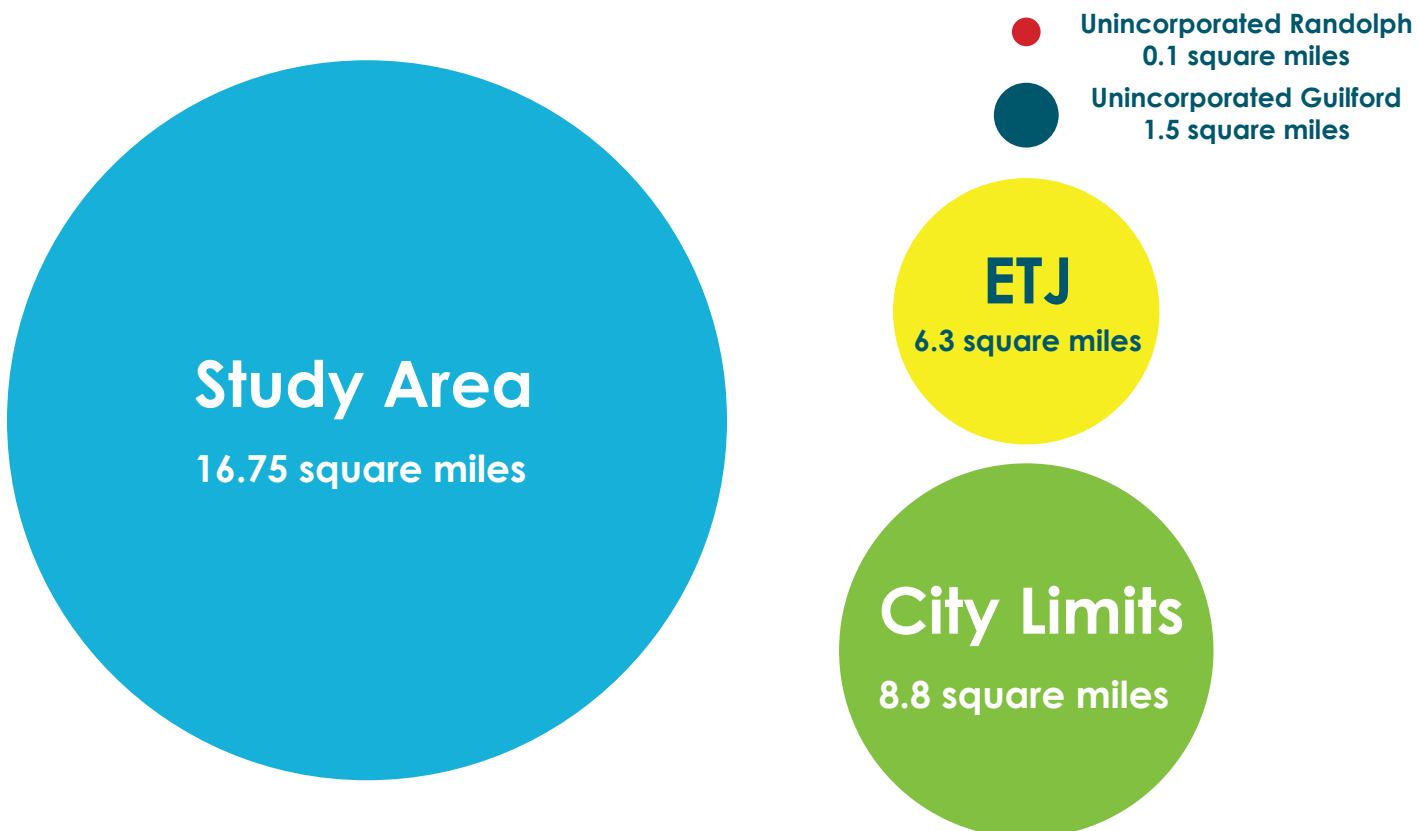 Unincorporated Randolph
0.1 square miles
Unincorporated Guilford
1.5 square miles
ETJ
6.3 square miles
Study Area
16.75 square miles
City Limits
8.8 square miles